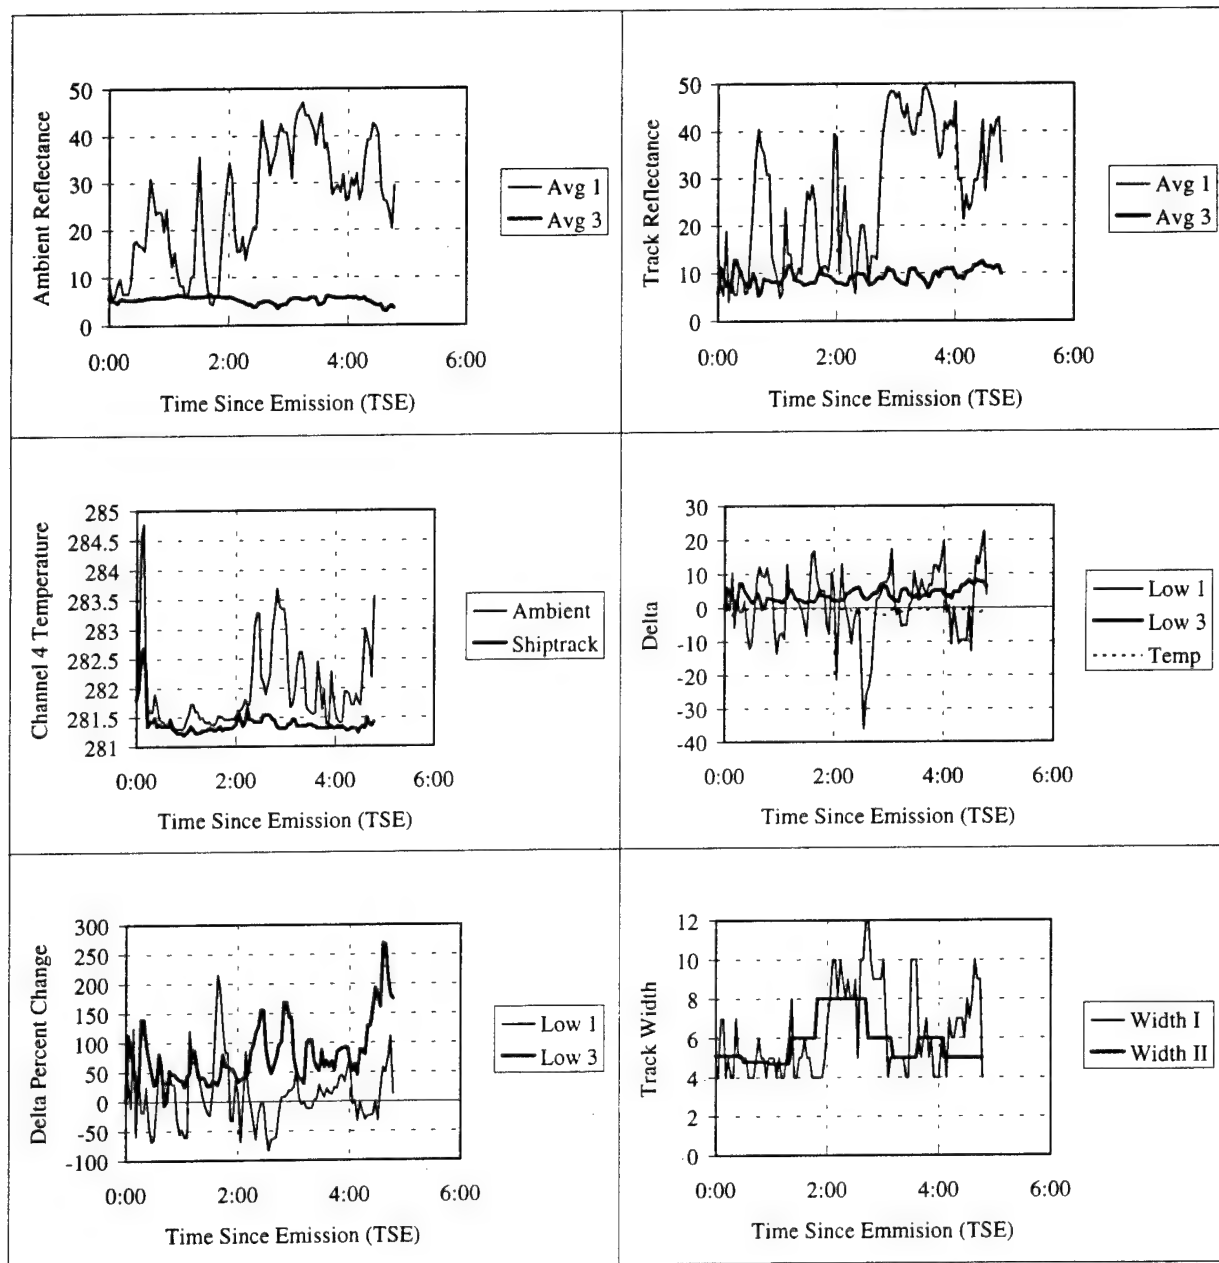 Ambient Reflectance
50
40
30
20
10
0
0:00 2:00 4:00 6:00
Time Since Emission (TSE)
Avg 1
Avg 3
Track Reflectance
50
40
30
20
10
0
0:00 2:00 4:00 6:00
Time Since Emission (TSE)
Avg 1
Avg 3
Channel 4 Temperature
285
284.5
284
283.5
283
282.5
282
281.5
281
0:00 2:00 4:00 6:00
Time Since Emission (TSE)
Ambient
Shiptrack
Delta
30
20
10
0
-10
-20
-30
-40
0:00 2:00 4:00 6:00
Time Since Emission (TSE)
Low 1
Low 3
Temp
Delta Percent Change
300
250
200
150
100
50
0
-50
-100
0:00 2:00 4:00 6:00
Time Since Emission (TSE)
Low 1
Low 3
Track Width
12
10
8
6
4
2
0
0:00 2:00 4:00 6:00
Time Since Emmision (TSE)
Width I
Width II